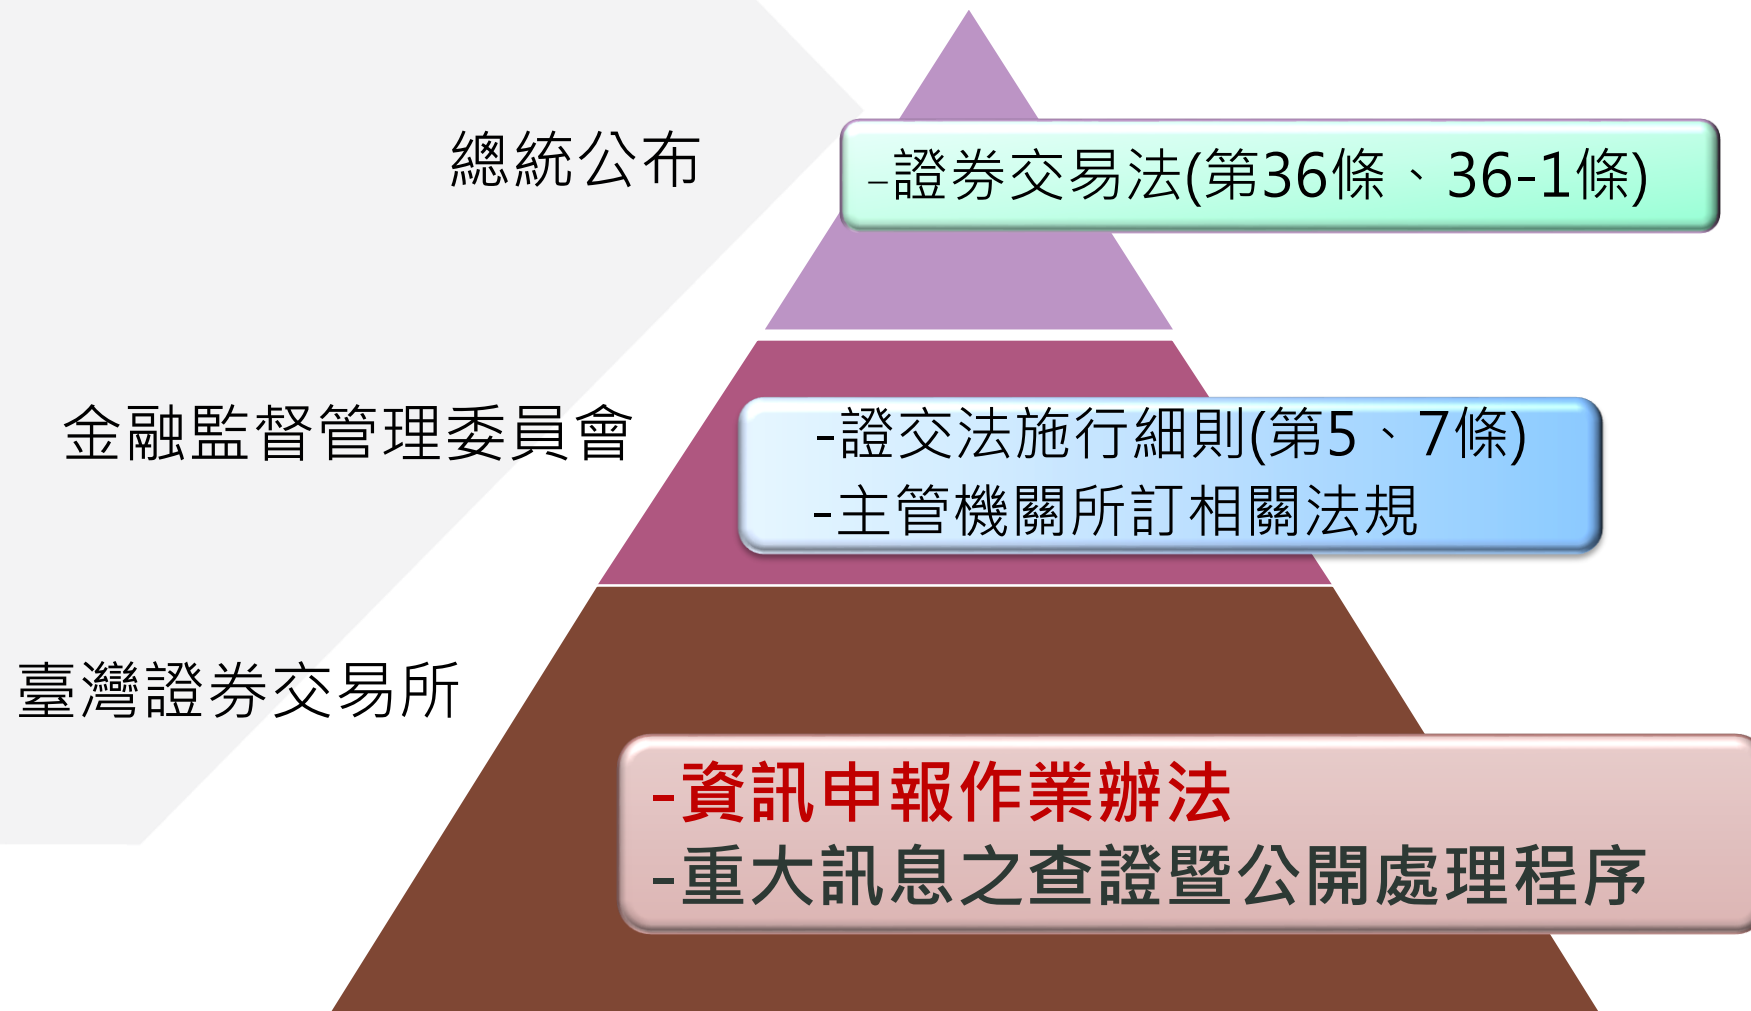 總統公布
-證券交易法(第36條、36-1條)
金融監督管理委員會
-證交法施行細則(第5、7條)
-主管機關所訂相關法規
臺灣證券交易所
-資訊申報作業辦法
-重大訊息之查證暨公開處理程序